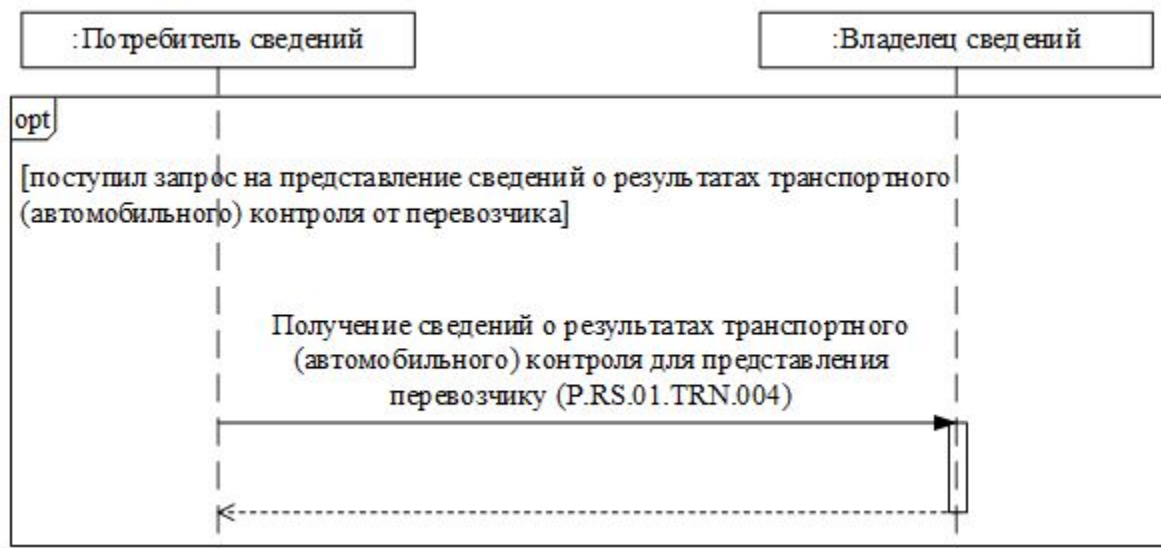 :Потребитель сведений
:Владелец сведений
opt
[поступил запрос на представление сведений о результатах транспортного
(автомобильного) контроля от перевозчика]
Получение сведений о результатах транспортного
(автомобильного) контроля для представления
перевозчику (P.RS.01.TRN.004)